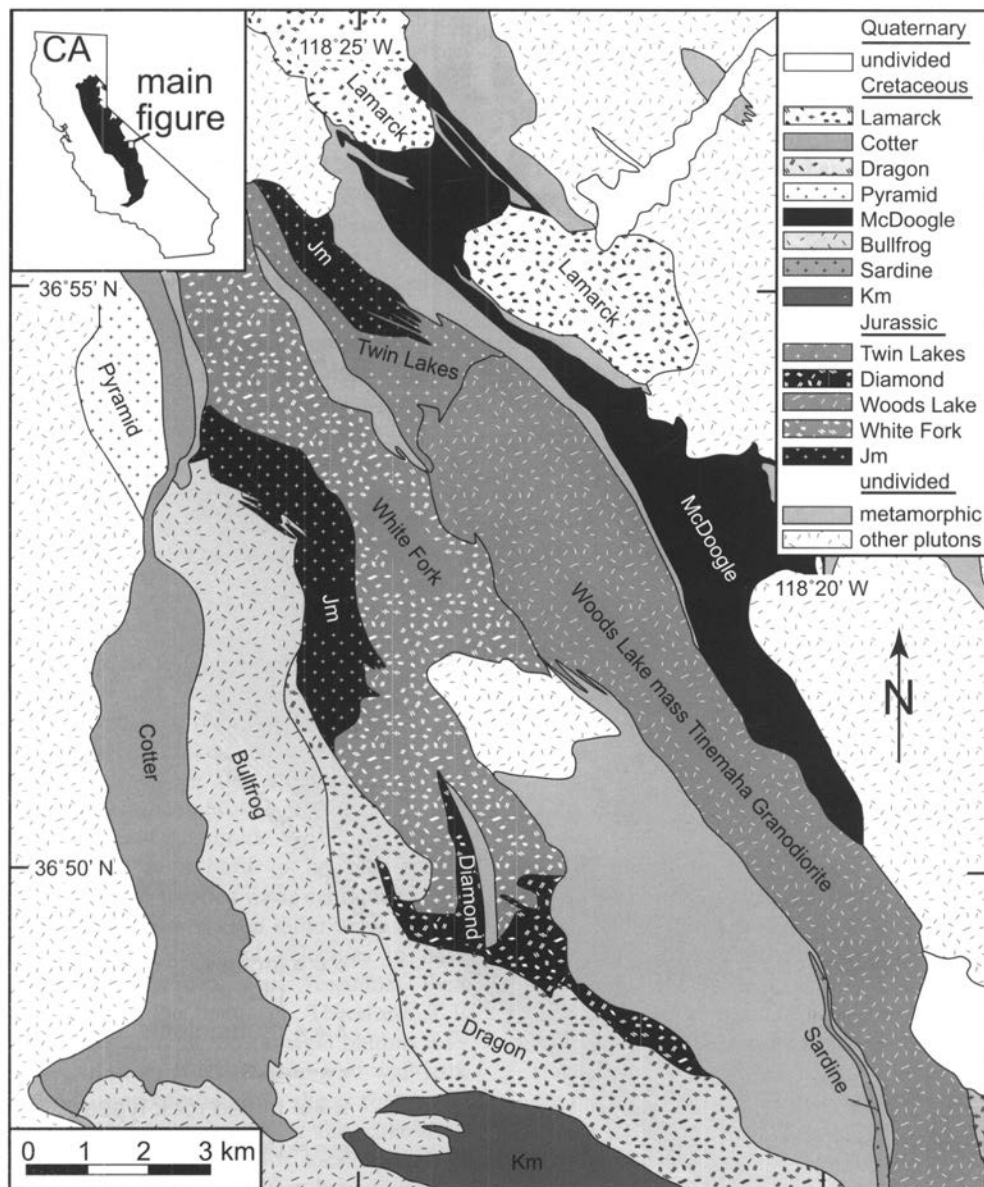 CA
main
figure
118°25' W
Lamarck
Quaternary
undivided
Cretaceous
Lamarck
Cotter
Dragon
Pyramid
McDoogle
Bullfrog
Sardine
Km
Jurassic
Twin Lakes
Diamond
Woods Lake
White Fork
Jm
undivided
metamorphic
other plutons
Jm
36°55' N
Lamarck
Twin Lakes
Pyramid
White Fork
McDoogle
118°20' W
Jm
Woods Lake mass Tinemaha Granodiorite
N
Cotter
Bullfrog
36°50' N
Diamond
Dragon
Sardine
0 1 2 3 km
Km